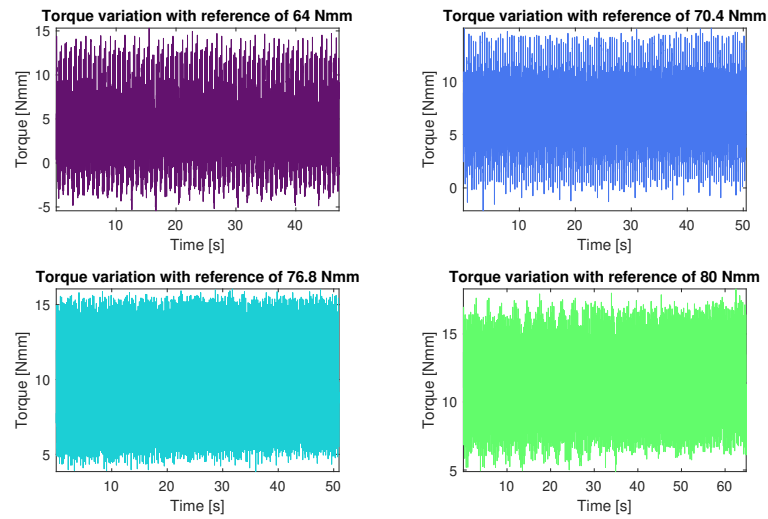 Torque variation with reference of 64 Nmm
15
10
5
0
-5
Torque [Nmm]
10 20 30 40
Time [s]
Torque variation with reference of 70.4 Nmm
10
5
0
Torque [Nmm]
10 20 30 40 50
Time [s]
Torque variation with reference of 76.8 Nmm
15
10
5
Torque [Nmm]
10 20 30 40 50
Time [s]
Torque variation with reference of 80 Nmm
15
10
5
Torque [Nmm]
10 20 30 40 50 60
Time [s]